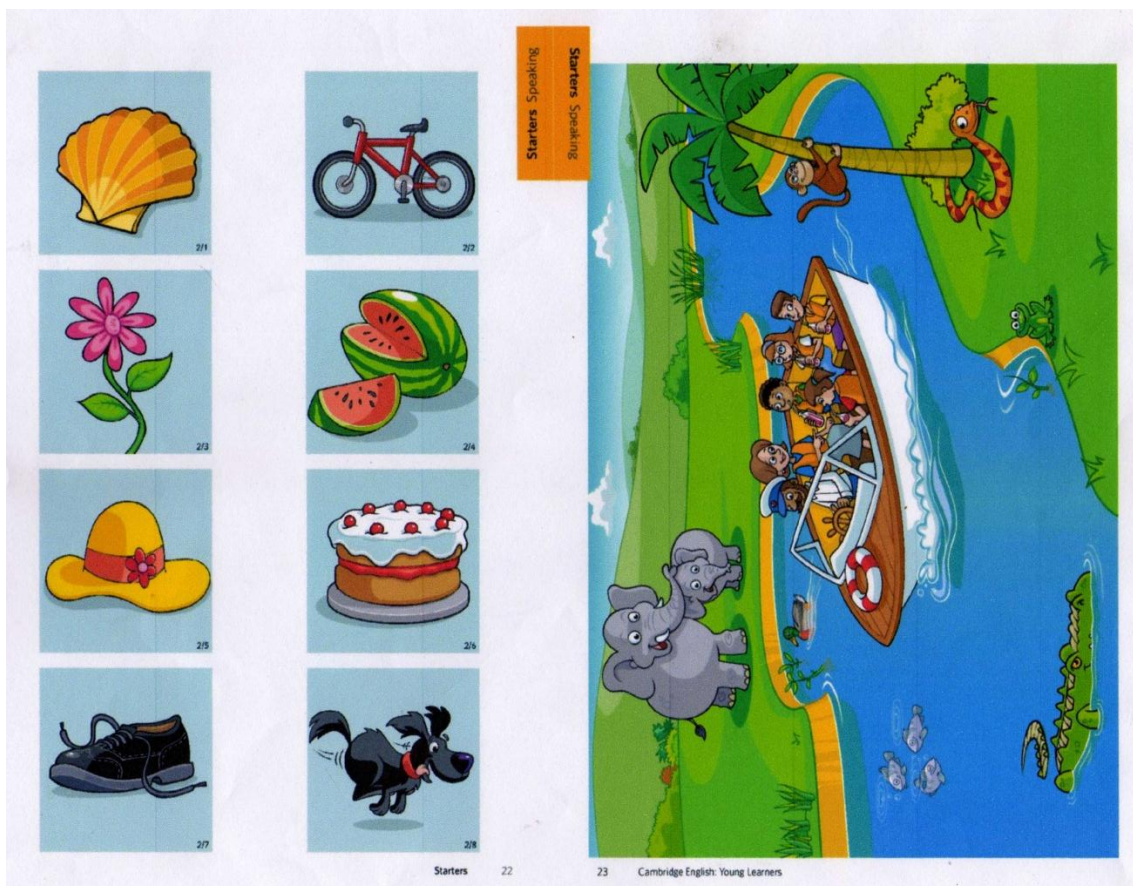 Starters Speaking
Starters Speaking
2/1
2/2
2/3
2/4
2/5
2/6
2/7
2/8
Starters 22
23 Cambridge English: Young Learners